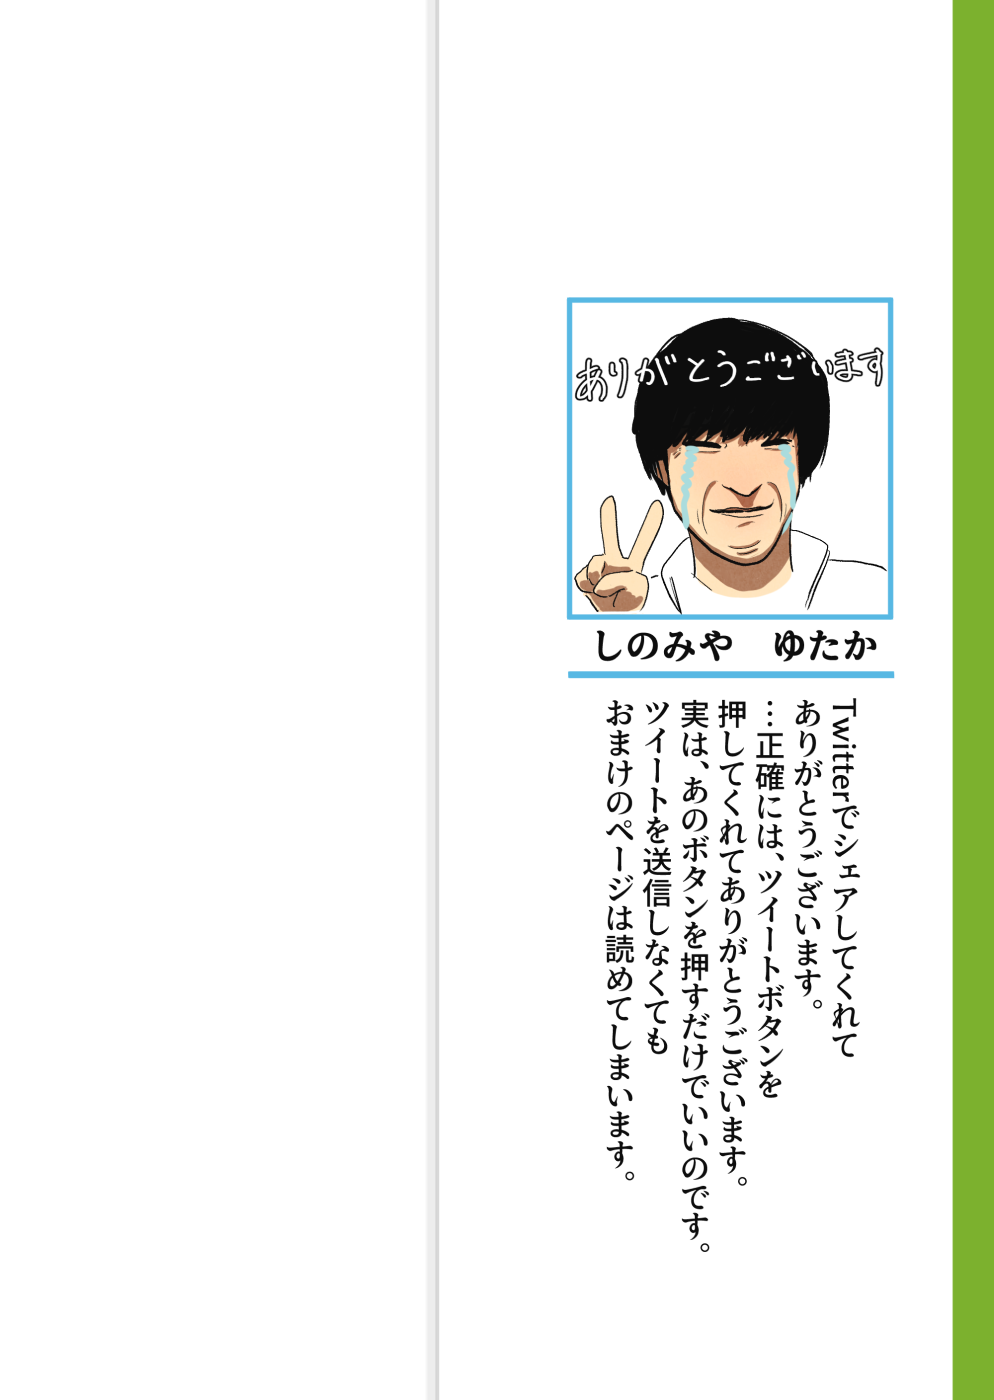 ありがとうございます
しのみや　ゆたか
Twitterでシェアしてくれて
ありがとうございます。
…正確には、ツイートボタンを
押してくれてありがとうございます。
実は、あのボタンを押すだけでいいのです。
ツイートを送信しなくても
おまけのページは読めてしまいます。